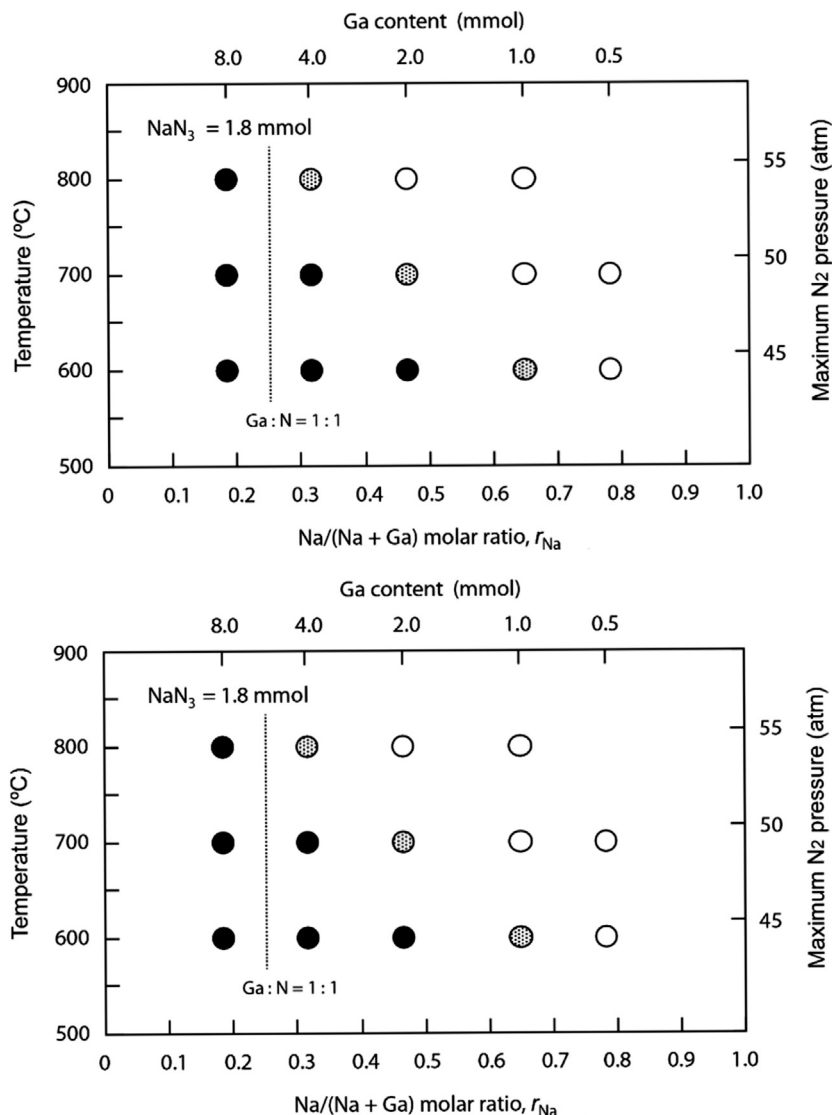 Ga content (mmol)
8.0 4.0 2.0 1.0 0.5
900
NaN3 = 1.8 mmol
55
800
Temperature (ºC)
Maximum N2 pressure (atm)
700
50
600
45
Ga : N = 1 : 1
500
0 0.1 0.2 0.3 0.4 0.5 0.6 0.7 0.8 0.9 1.0
Na/(Na + Ga) molar ratio, rNa
Ga content (mmol)
8.0 4.0 2.0 1.0 0.5
900
NaN3 = 1.8 mmol
55
800
Temperature (ºC)
Maximum N2 pressure (atm)
700
50
600
45
Ga : N = 1 : 1
500
0 0.1 0.2 0.3 0.4 0.5 0.6 0.7 0.8 0.9 1.0
Na/(Na + Ga) molar ratio, rNa